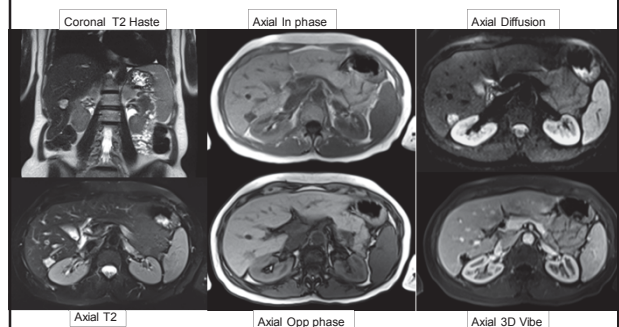 Coronal T2 Haste
Axial In phase
Axial Diffusion
Axial T2
Axial Opp phase
Axial 3D Vibe